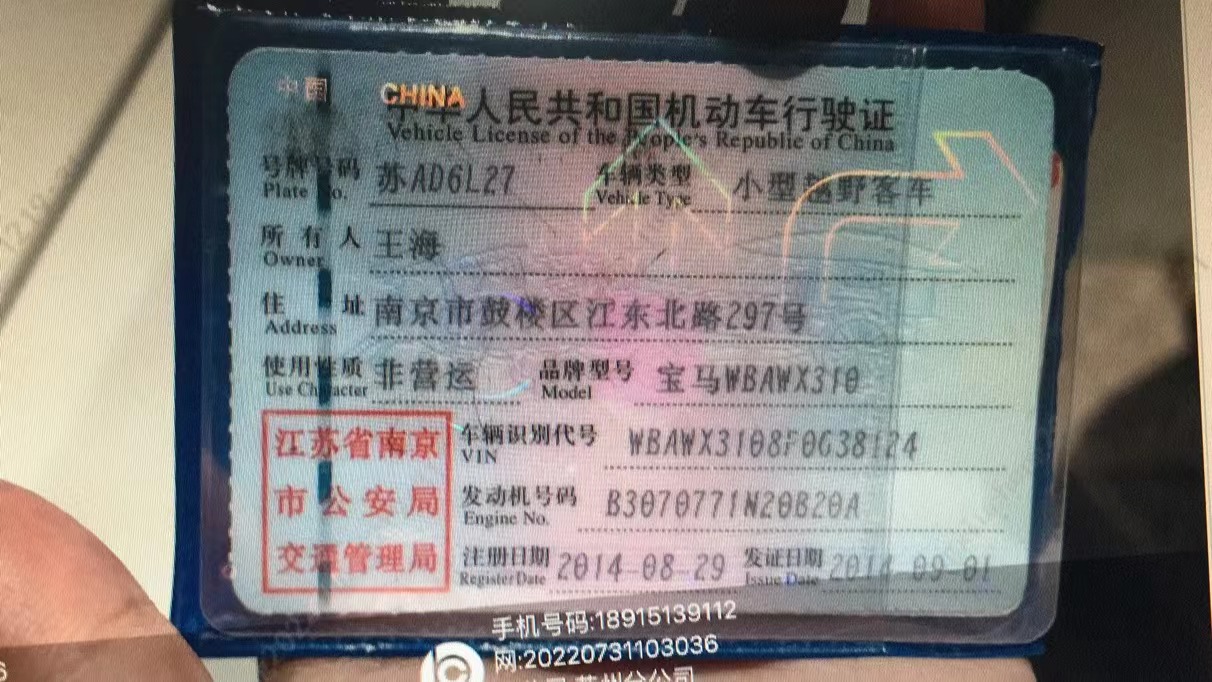 中国 CHINA
中华人民共和国机动车行驶证
Vehicle License of the People's Republic of China
号牌号码 苏AD6L27 车辆类型 小型越野客车
Plate No. Vehicle Type
所有人 王海
Owner
住址 南京市鼓楼区江东北路297号
Address
使用性质 非营运 品牌型号 宝马WBAWX310
Use Character Model
江苏省南京
市公安局
交通管理局
车辆识别代号 WBAWX3108F0G38124
VIN
发动机号码 B3070771N20B20A
Engine No.
注册日期 2014-08-29 发证日期 2014-09-01
Register Date Issue Date
手机号码:18915139112
网:20220731103036